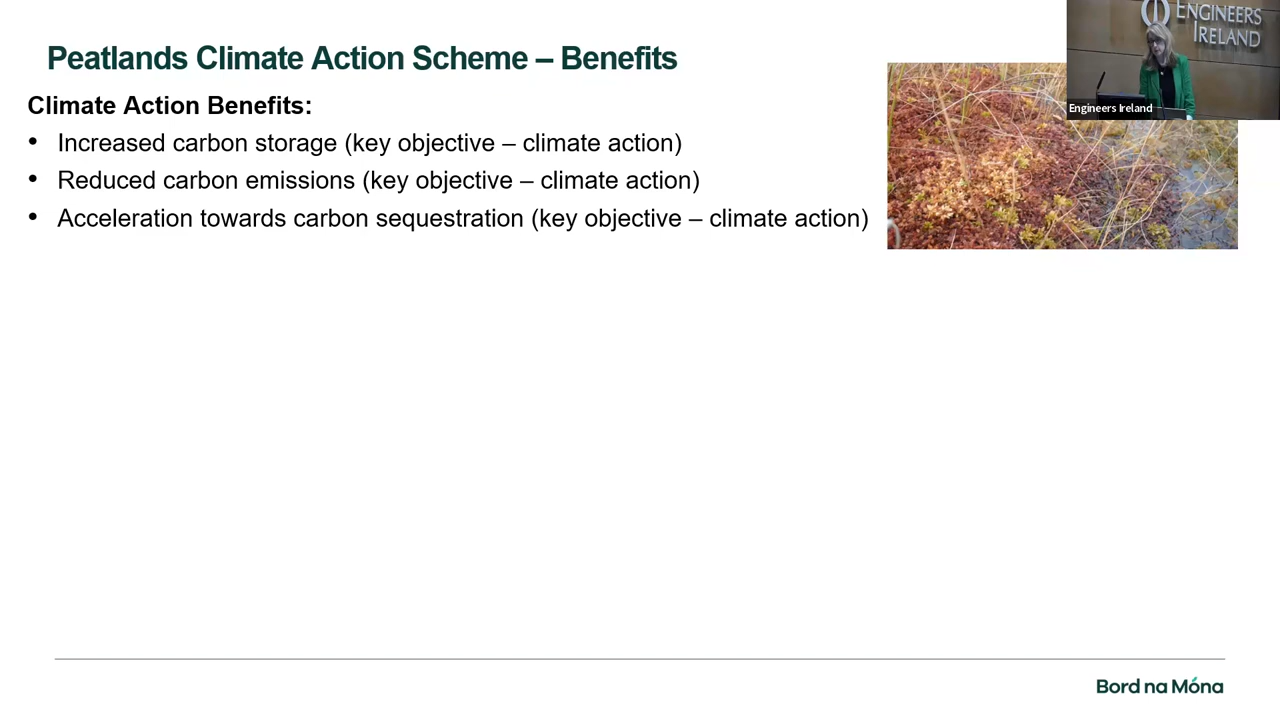 Peatlands Climate Action Scheme – Benefits
ENGINEERS
IRELAND
Engineers Ireland
Climate Action Benefits:
• Increased carbon storage (key objective – climate action)
• Reduced carbon emissions (key objective – climate action)
• Acceleration towards carbon sequestration (key objective – climate action)
Bord na Móna